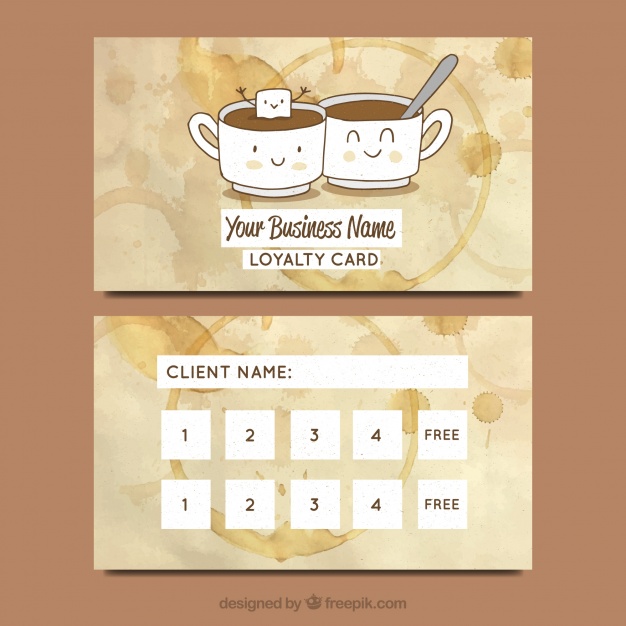 Your Business Name
LOYALTY CARD
CLIENT NAME:
1 2 3 4 FREE
1 2 3 4 FREE
designed by freepik.com